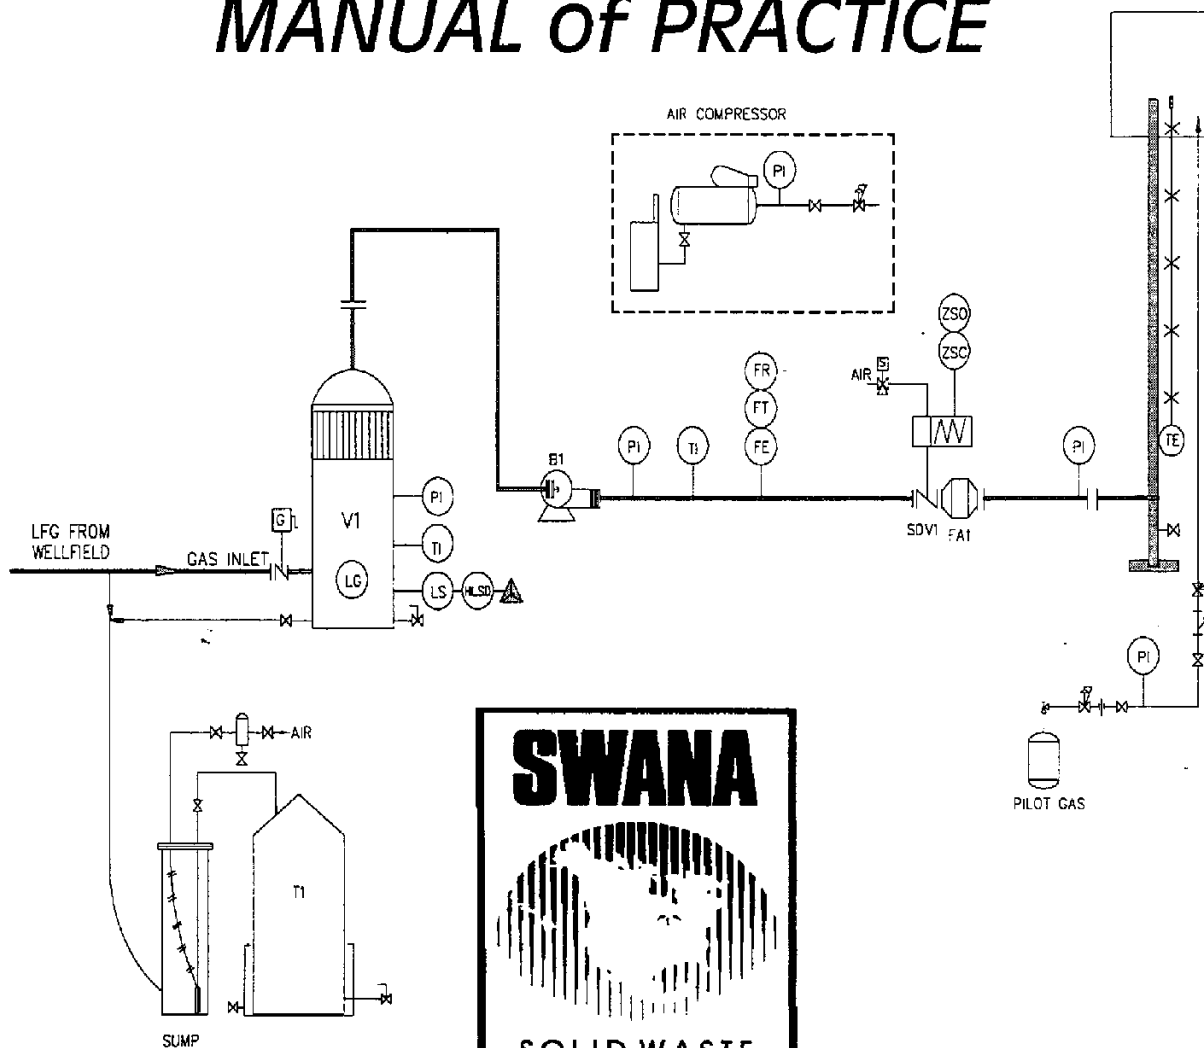 MANUAL of PRACTICE
AIR COMPRESSOR
PI
ZSO
ZSC
AIR
S
FR
FT
FE
PI
TI
PI
TE
B1
SDV1
FA1
LFG FROM
WELLFIELD
GAS INLET
G
V1
PI
TI
LG
LS
HLSD
PI
PILOT GAS
AIR
T1
SUMP
SWANA
SOLID WASTE